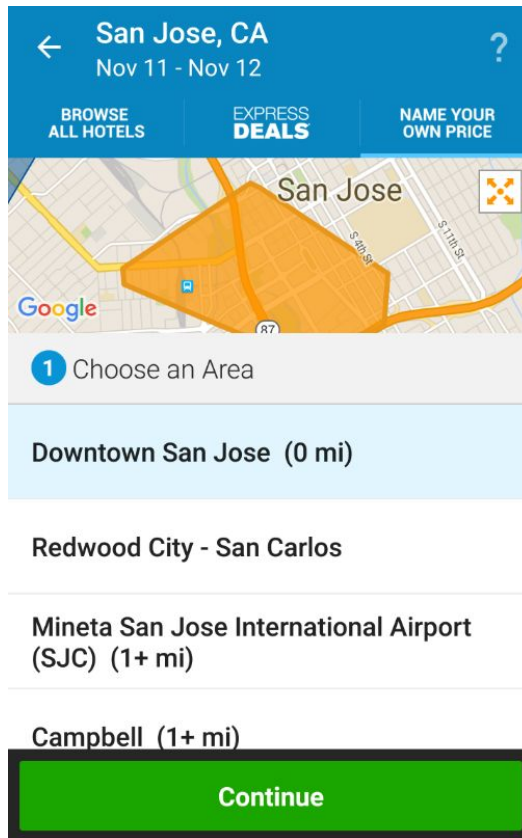 San Jose, CA
Nov 11 - Nov 12
?
BROWSE
ALL HOTELS
EXPRESS
DEALS
NAME YOUR
OWN PRICE
San Jose
S 4th St
S 11th St
Google
87
1 Choose an Area
Downtown San Jose (0 mi)
Redwood City - San Carlos
Mineta San Jose International Airport
(SJC) (1+ mi)
Campbell (1+ mi)
Continue